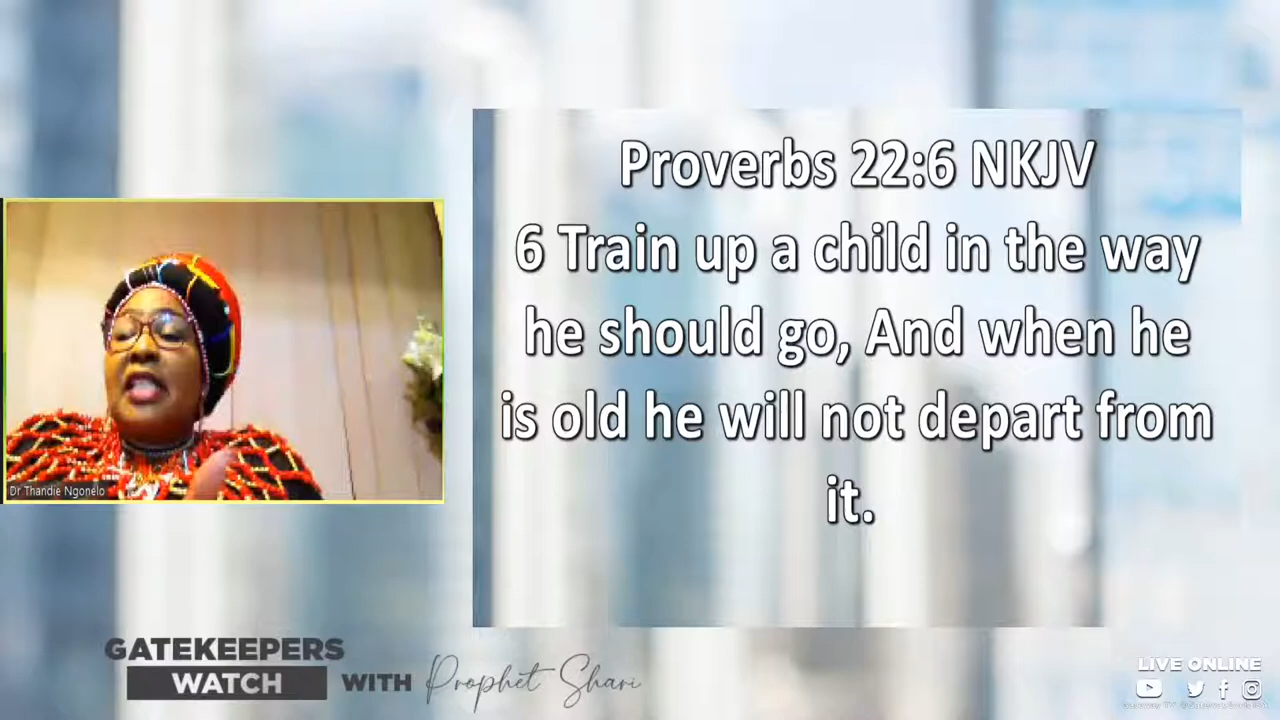 Proverbs 22:6 NKJV
6 Train up a child in the way
he should go, And when he
is old he will not depart from
it.
Dr Thandie Ngonelo
GATEKEEPERS
WATCH WITH Prophet Shari
LIVE ONLINE